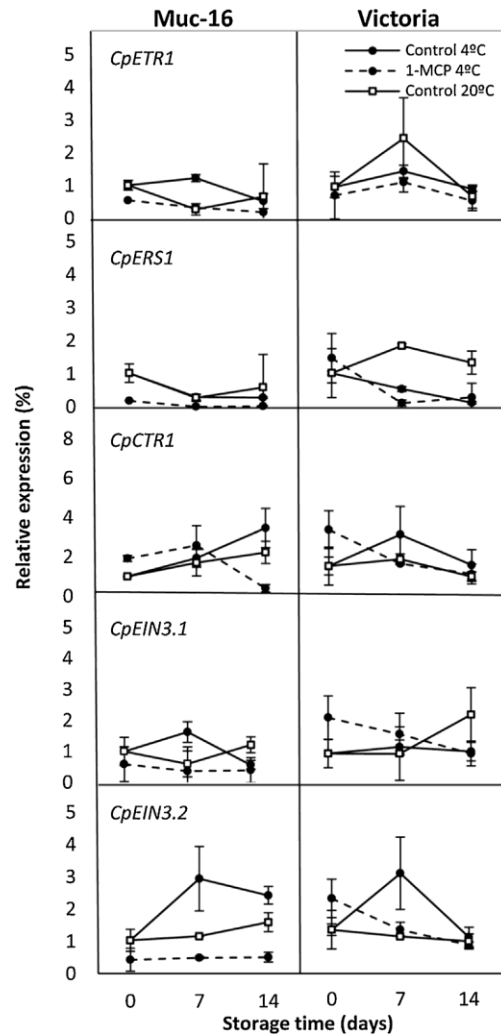 Muc-16 Victoria
CpETR1
Control 4ºC
1-MCP 4ºC
Control 20ºC
5
4
3
2
1
0
CpERS1
5
4
3
2
1
0
Relative expression (%)
CpCTR1
8
6
4
2
0
CpEIN3.1
5
4
3
2
1
0
CpEIN3.2
5
4
3
2
1
0
0 7 14 0 7 14
Storage time (days)